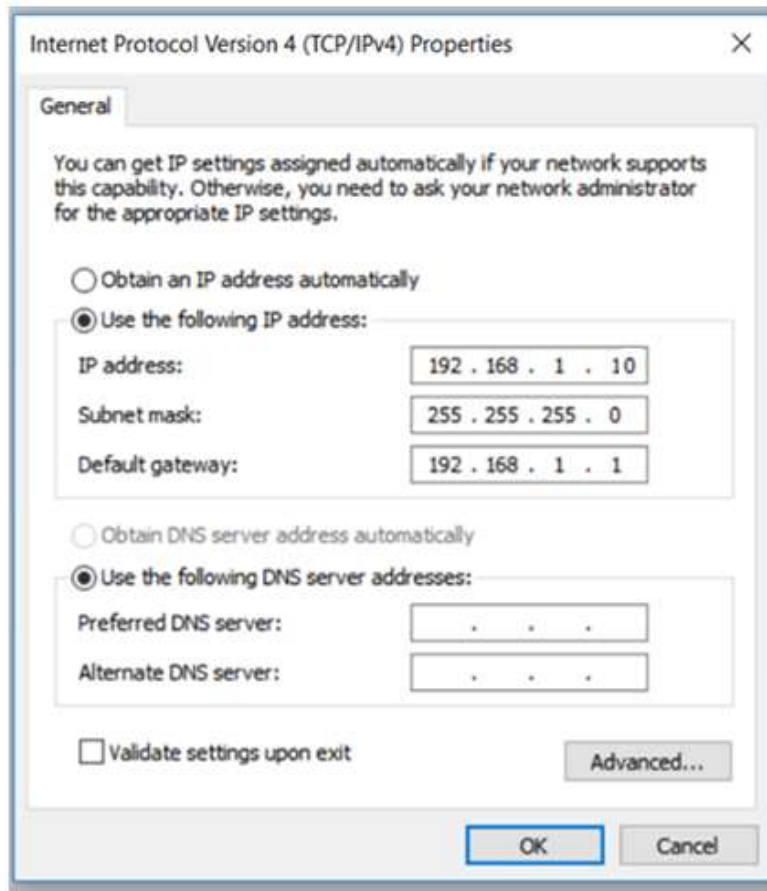 Internet Protocol Version 4 (TCP/IPv4) Properties
General
You can get IP settings assigned automatically if your network supports
this capability. Otherwise, you need to ask your network administrator
for the appropriate IP settings.
Obtain an IP address automatically
Use the following IP address:
IP address: 192 . 168 . 1 . 10
Subnet mask: 255 . 255 . 255 . 0
Default gateway: 192 . 168 . 1 . 1
Obtain DNS server address automatically
Use the following DNS server addresses:
Preferred DNS server: . . .
Alternate DNS server: . . .
Validate settings upon exit
Advanced...
OK Cancel